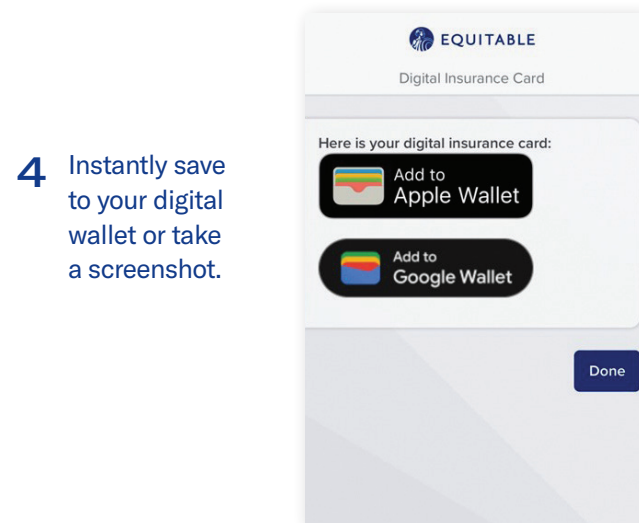 4
Instantly save
to your digital
wallet or take
a screenshot.
EQUITABLE
Digital Insurance Card
Here is your digital insurance card:
Add to
Apple Wallet
Add to
Google Wallet
Done